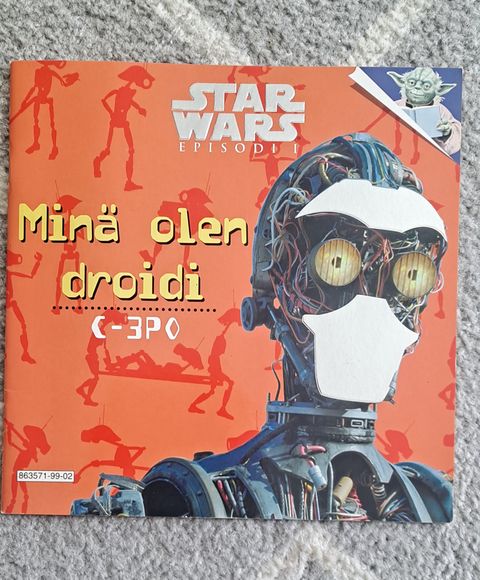 STAR
WARS
EPISODI I
Minä olen
droidi
C-3PO
863571-99-02